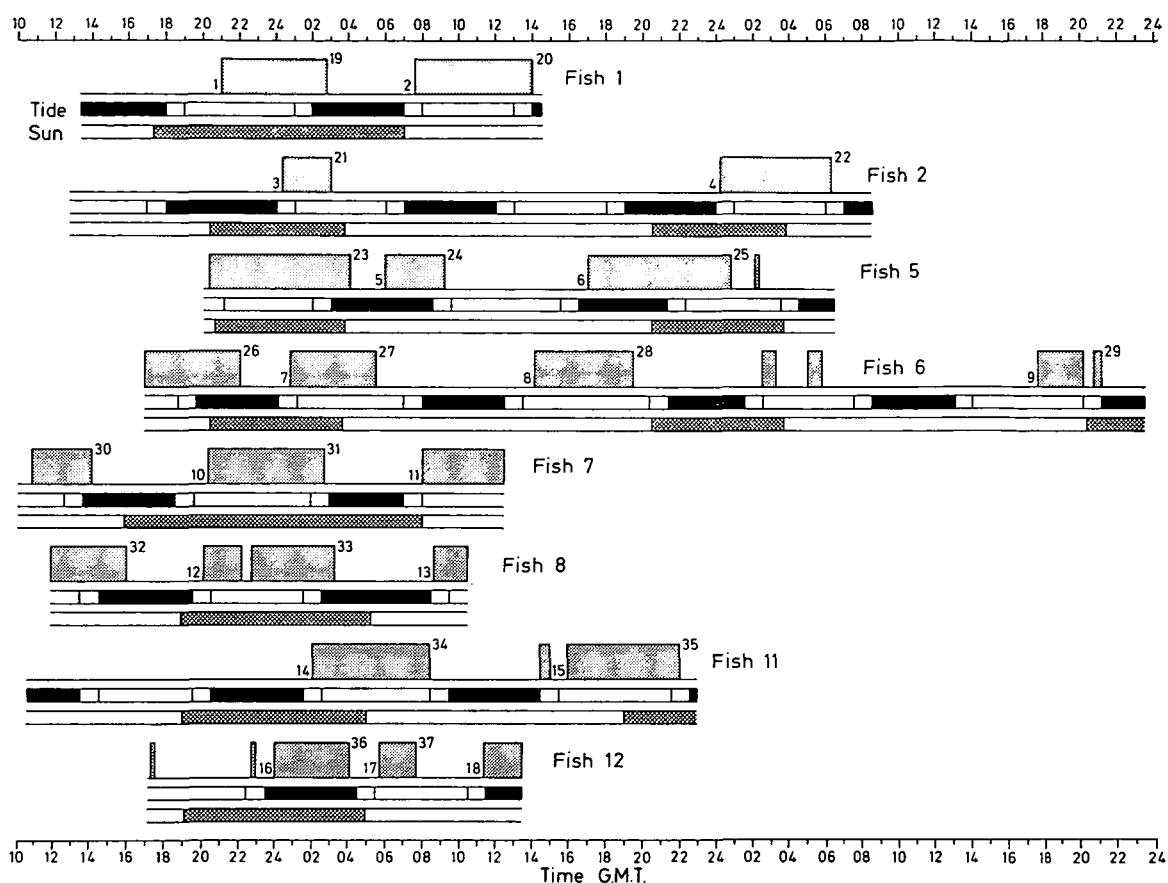 10 12 14 16 18 20 22 24 02 04 06 08 10 12 14 16 18 20 22 24 02 04 06 08 10 12 14 16 18 20 22 24
1 19 2 20 Fish 1
Tide
Sun
3 21 4 22 Fish 2
23 5 24 6 25 Fish 5
26 7 27 8 28 Fish 6 9 29
30 10 31 11 Fish 7
32 12 33 13 Fish 8
14 34 15 35 Fish 11
16 36 17 37 18 Fish 12
10 12 14 16 18 20 22 24 02 04 06 08 10 12 14 16 18 20 22 24 02 04 06 08 10 12 14 16 18 20 22 24
Time G.M.T.